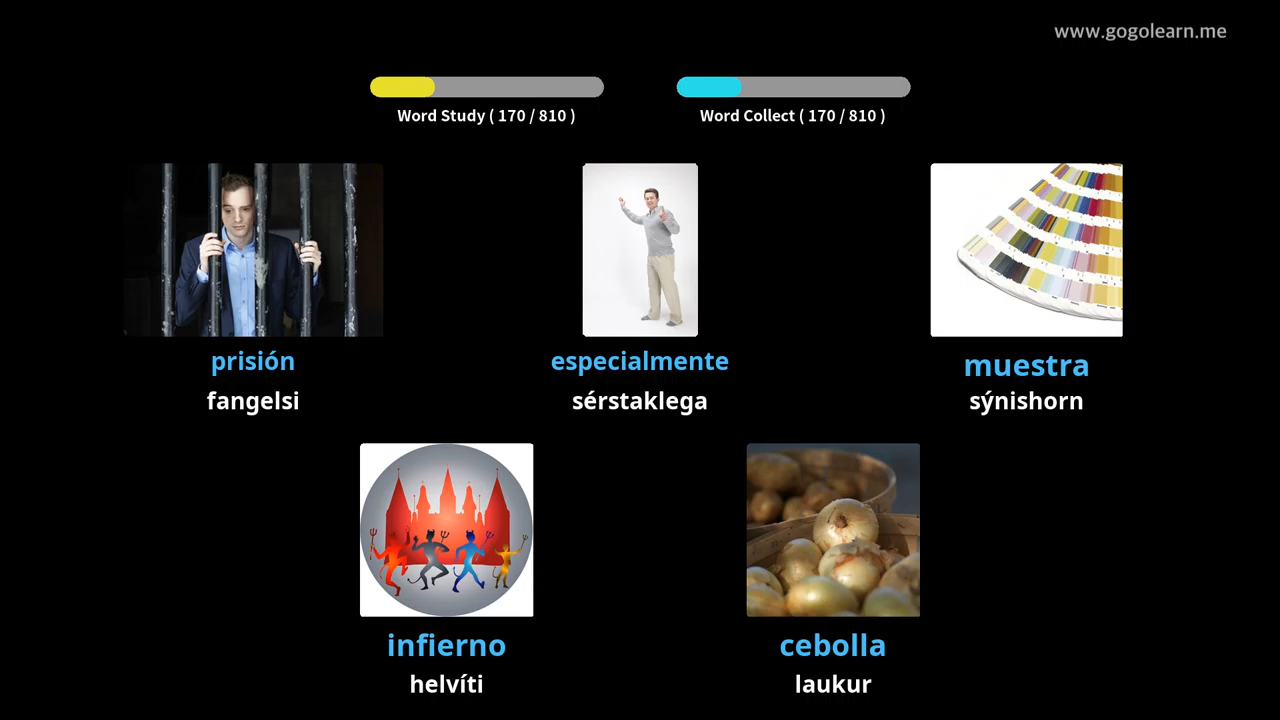 www.gogolearn.me
Word Study ( 170 / 810 )
Word Collect ( 170 / 810 )
prisión
fangelsi
especialmente
sérstaklega
muestra
sýnishorn
infierno
helvíti
cebolla
laukur